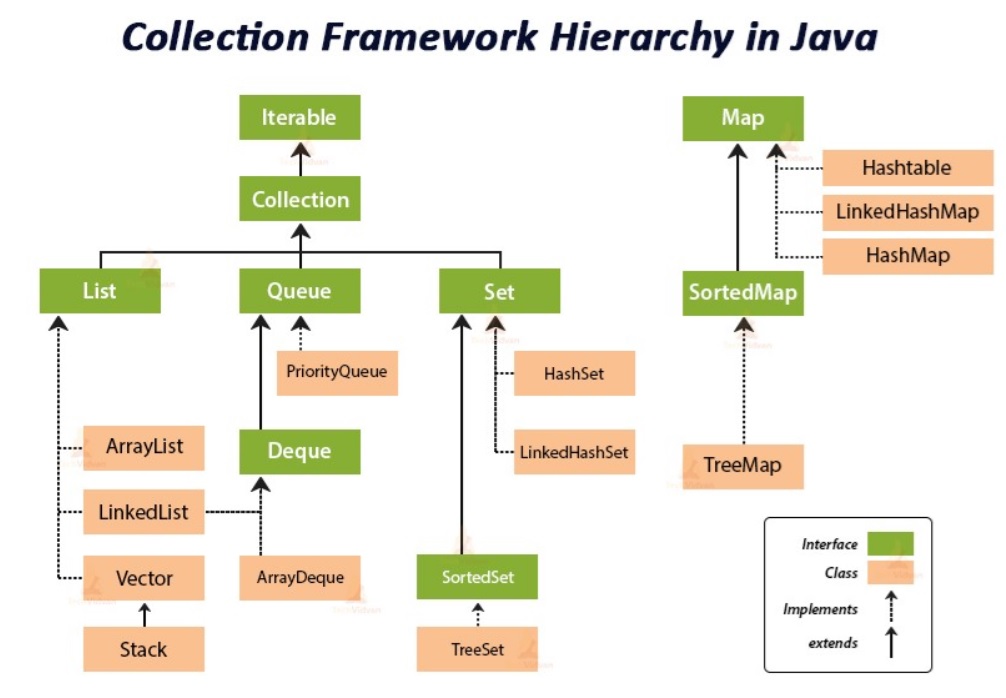 Collection Framework Hierarchy in Java
Iterable
Map
Collection
Hashtable
LinkedHashMap
HashMap
List
Queue
Set
SortedMap
PriorityQueue
HashSet
ArrayList
Deque
LinkedHashSet
TreeMap
LinkedList
Vector
ArrayDeque
SortedSet
Stack
TreeSet
Interface
Class
Implements
extends